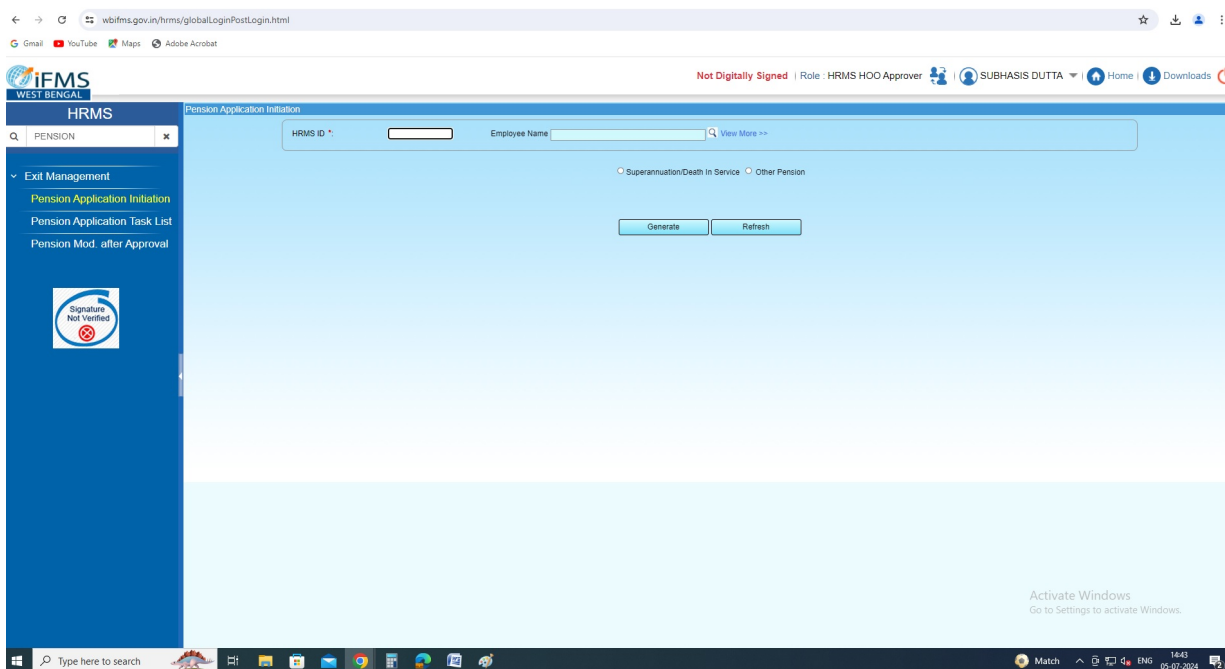 wbifms.gov.in/hrms/globalLoginPostLogin.html
Gmail YouTube Maps Adobe Acrobat
iFMS
WEST BENGAL
Not Digitally Signed | Role : HRMS HOO Approver | SUBHASIS DUTTA | Home | Downloads
HRMS
PENSION
Exit Management
Pension Application Initiation
Pension Application Task List
Pension Mod. after Approval
Signature
Not Verified
Pension Application Initiation
HRMS ID *: Employee Name View More >>
Superannuation/Death In Service Other Pension
Generate Refresh
Activate Windows
Go to Settings to activate Windows.
Type here to search Match ENG 14:43
05-07-2024 2